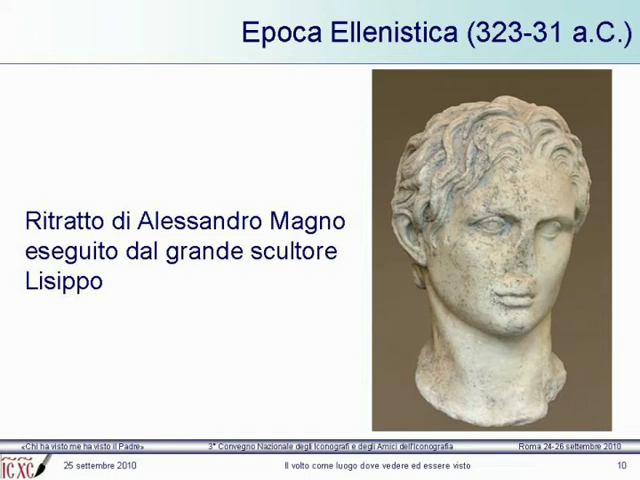 Epoca Ellenistica (323-31 a.C.)
Ritratto di Alessandro Magno
eseguito dal grande scultore
Lisippo
«Chi ha visto me ha visto il Padre»
3° Convegno Nazionale degli Iconografi e degli Amici dell'Iconografia
Roma 24-26 settembre 2010
IC XC
25 settembre 2010
Il volto come luogo dove vedere ed essere visto
10